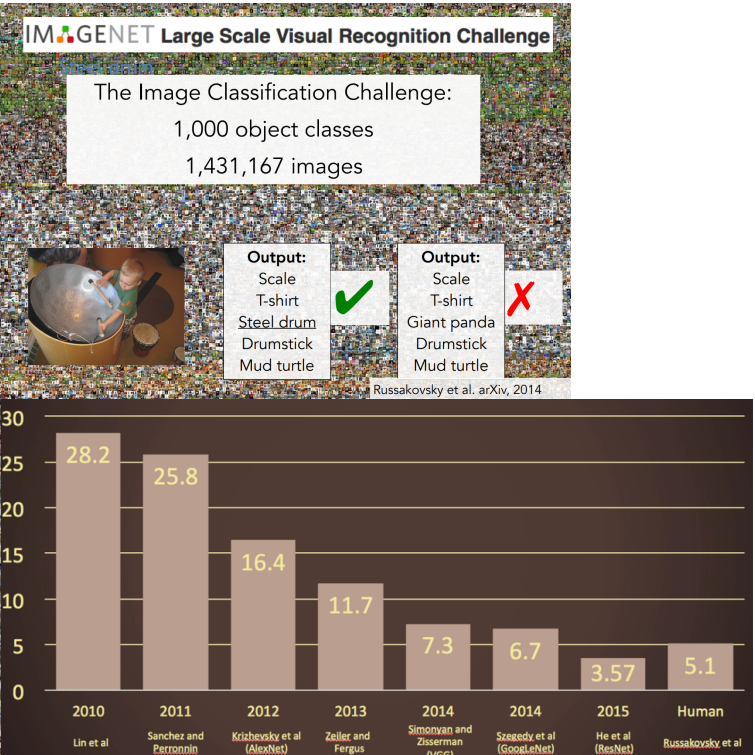 IMAGENET Large Scale Visual Recognition Challenge
Steel drum
The Image Classification Challenge:
1,000 object classes
1,431,167 images
Output:
Scale
T-shirt
Steel drum
Drumstick
Mud turtle
Output:
Scale
T-shirt
Giant panda
Drumstick
Mud turtle
Russakovsky et al. arXiv, 2014
30
25
20
15
10
5
0
28.2
25.8
16.4
11.7
7.3
6.7
3.57
5.1
2010
2011
2012
2013
2014
2014
2015
Human
Lin et al
Sanchez and
Perronnin
Krizhevsky et al
(AlexNet)
Zeiler and
Fergus
Simonyan and
Zisserman
(VGG)
Szegedy et al
(GoogLeNet)
He et al
(ResNet)
Russakovsky et al